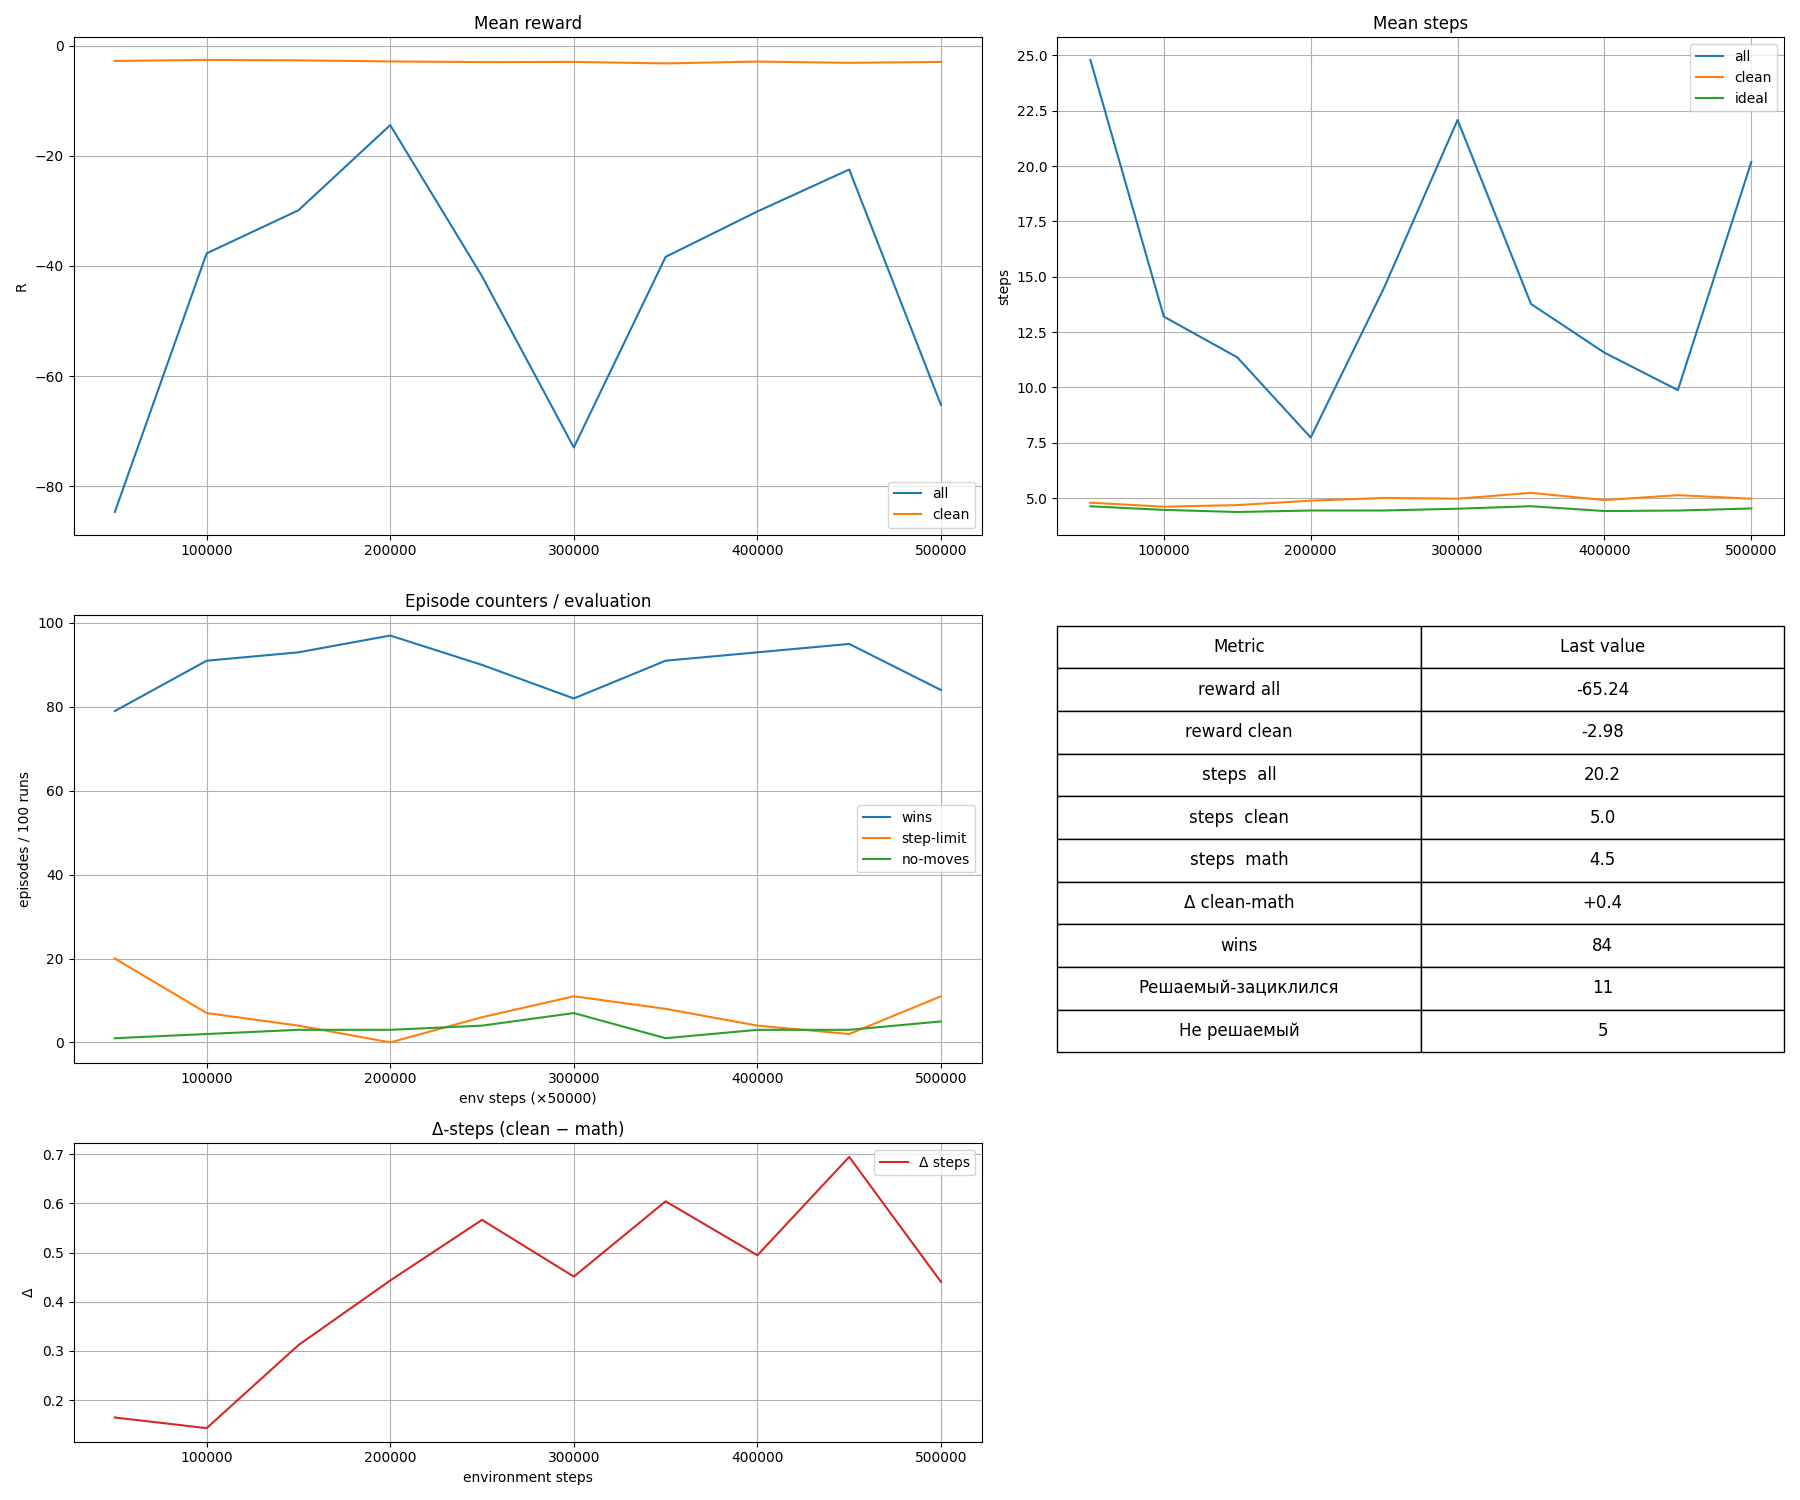 Mean reward
0
−20
−40
−60
−80
R
100000 200000 300000 400000 500000
all
clean
Mean steps
25.0
22.5
20.0
17.5
15.0
12.5
10.0
7.5
5.0
steps
100000 200000 300000 400000 500000
all
clean
ideal
Episode counters / evaluation
100
80
60
40
20
0
episodes / 100 runs
100000 200000 300000 400000 500000
env steps (×50000)
wins
step-limit
no-moves
Metric Last value
reward all -65.24
reward clean -2.98
steps all 20.2
steps clean 5.0
steps math 4.5
Δ clean-math +0.4
wins 84
Решаемый-зациклился 11
Не решаемый 5
Δ-steps (clean − math)
0.7
0.6
0.5
0.4
0.3
0.2
Δ
100000 200000 300000 400000 500000
environment steps
Δ steps